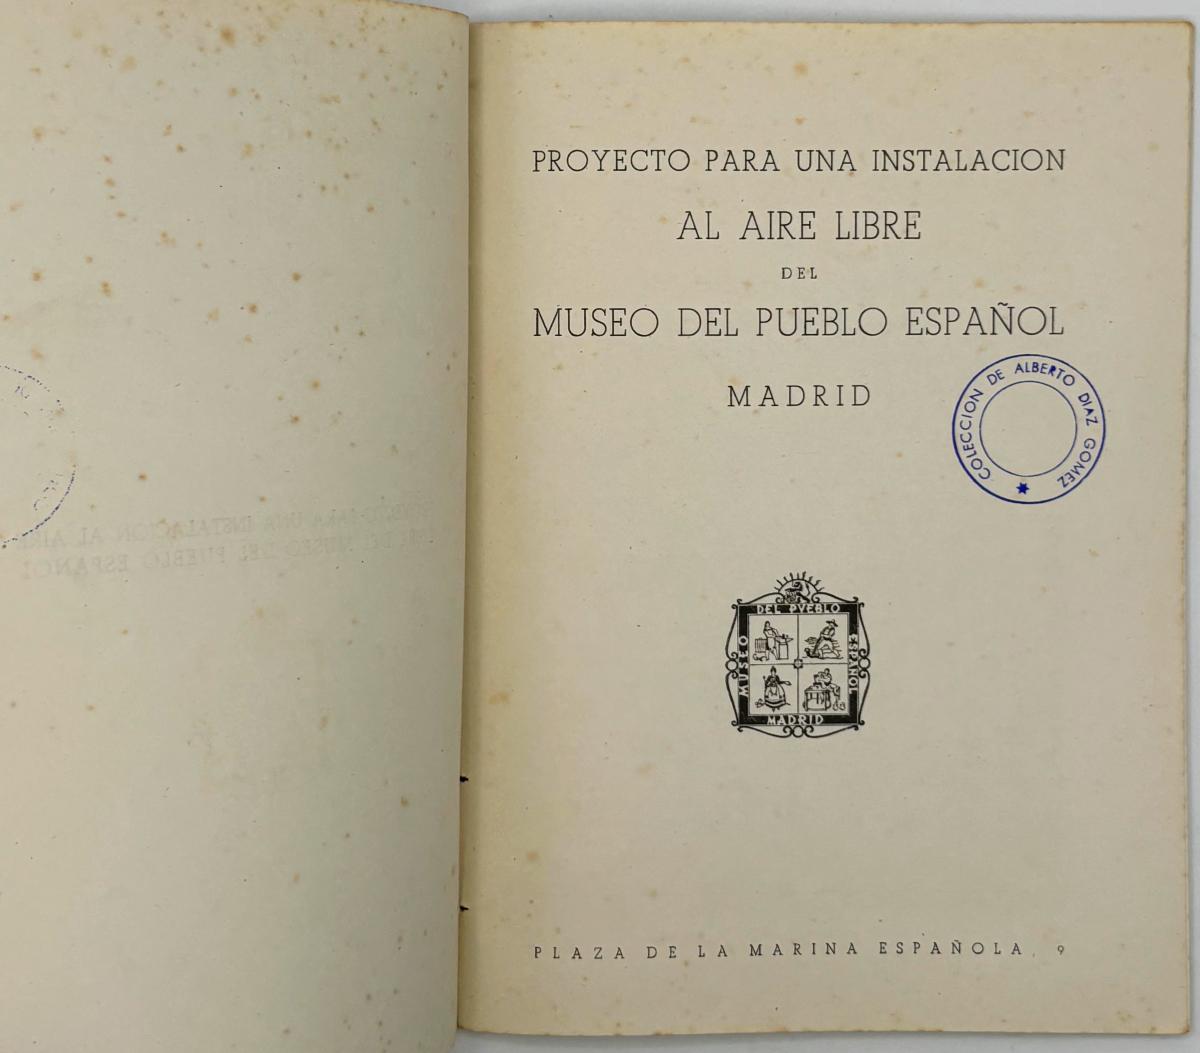 PROYECTO PARA UNA INSTALACION
AL AIRE LIBRE
DEL
MUSEO DEL PUEBLO ESPAÑOL
MADRID
COLECCION DE ALBERTO DIAZ GOMEZ
MUSEO
DEL PVEBLO
ESPAÑOL
MADRID
PLAZA DE LA MARINA ESPAÑOLA, 9